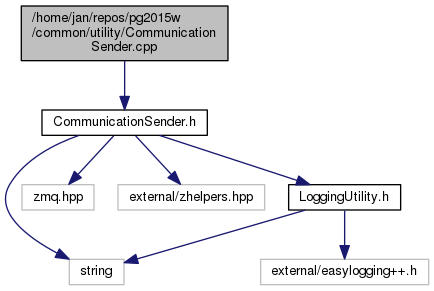 /home/jan/repos/pg2015w
/common/utility/Communication
Sender.cpp
CommunicationSender.h
zmq.hpp
external/zhelpers.hpp
LoggingUtility.h
string
external/easylogging++.h